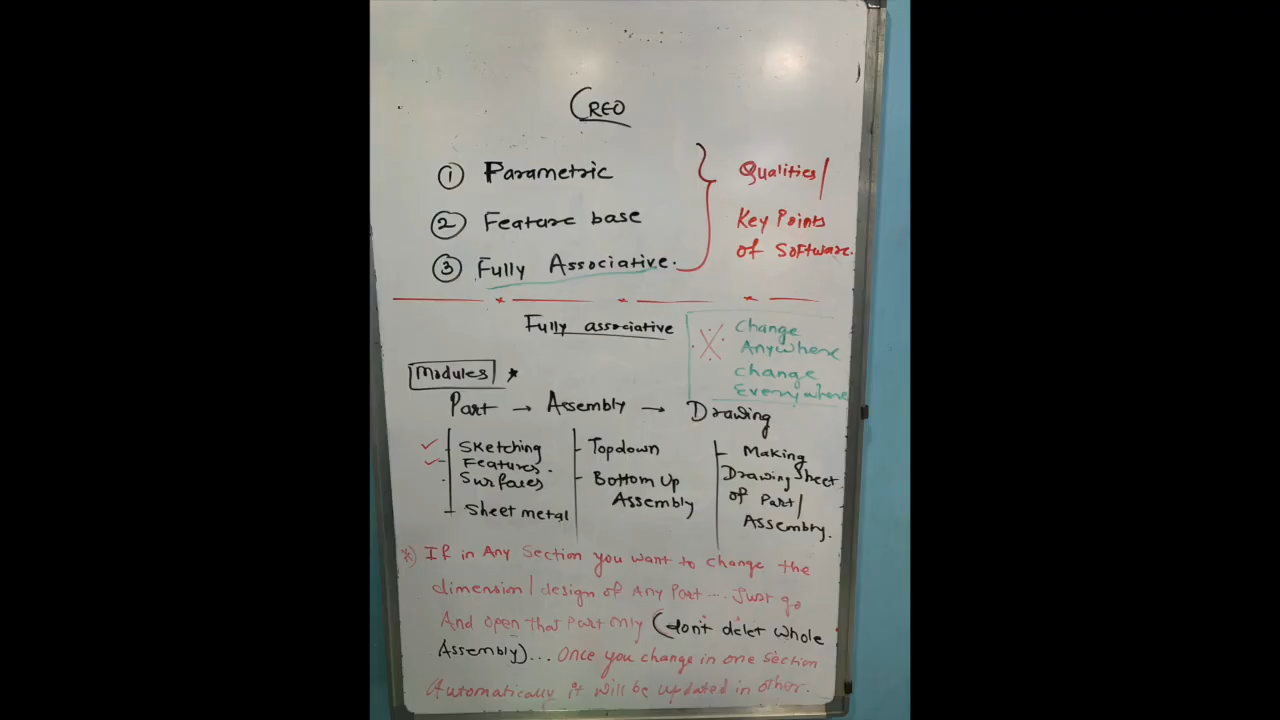 CREO
① Parametric
② Feature base
③ Fully Associative.
Qualities/
Key Points
of Software.
Fully associative
Change
Anywhere
change
Everywhere
Modules *
Part → Assembly → Drawing
Sketching
Features.
Surfaces
Sheet metal
Topdown
Bottom Up
Assembly
Making
Drawing Sheet
of Part/
Assembly.
*) If in Any Section you want to change the
dimension/design of Any Part ... Just go
And open that Part only (don't delet whole
Assembly)... Once you change in one Section
Automatically it will be updated in other.